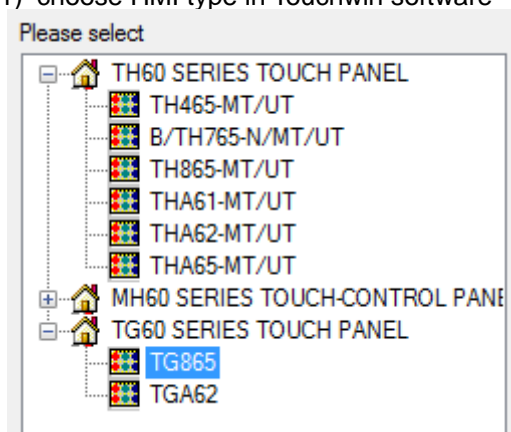 1) choose HMI type in Touchwin software
Please select
TH60 SERIES TOUCH PANEL
TH465-MT/UT
B/TH765-N/MT/UT
TH865-MT/UT
THA61-MT/UT
THA62-MT/UT
THA65-MT/UT
MH60 SERIES TOUCH-CONTROL PANE
TG60 SERIES TOUCH PANEL
TG865
TGA62